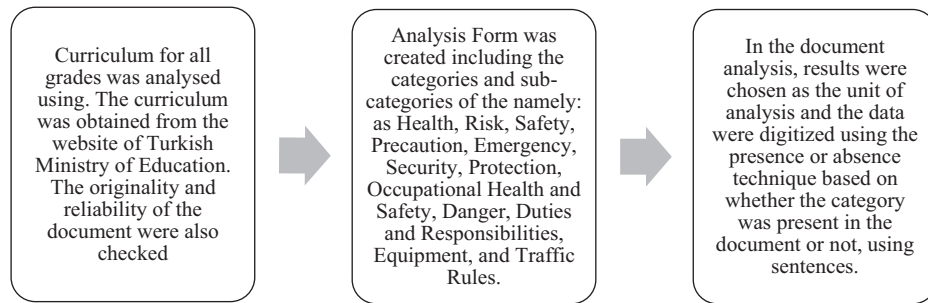 Curriculum for all
grades was analysed
using. The curriculum
was obtained from the
website of Turkish
Ministry of Education.
The originality and
reliability of the
document were also
checked
Analysis Form was
created including the
categories and sub-
categories of the namely:
as Health, Risk, Safety,
Precaution, Emergency,
Security, Protection,
Occupational Health and
Safety, Danger, Duties
and Responsibilities,
Equipment, and Traffic
Rules.
In the document
analysis, results were
chosen as the unit of
analysis and the data
were digitized using the
presence or absence
technique based on
whether the category
was present in the
document or not, using
sentences.